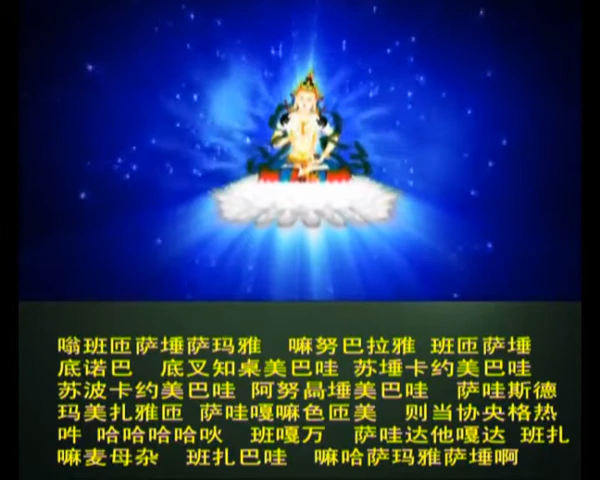 嗡班匝萨埵萨玛雅 嘛努巴拉雅 班匝萨埵
底诺巴 底叉知桌美巴哇 苏埵卡约美巴哇
苏波卡约美巴哇 阿努晑埵美巴哇 萨哇斯德
玛美扎雅匝 萨哇嘎嘛色匝美 则当协央格热
吽 哈哈哈哈吙 班嘎万 萨哇达他嘎达 班扎
嘛麦母杂 班扎巴哇 嘛哈萨玛雅萨埵啊